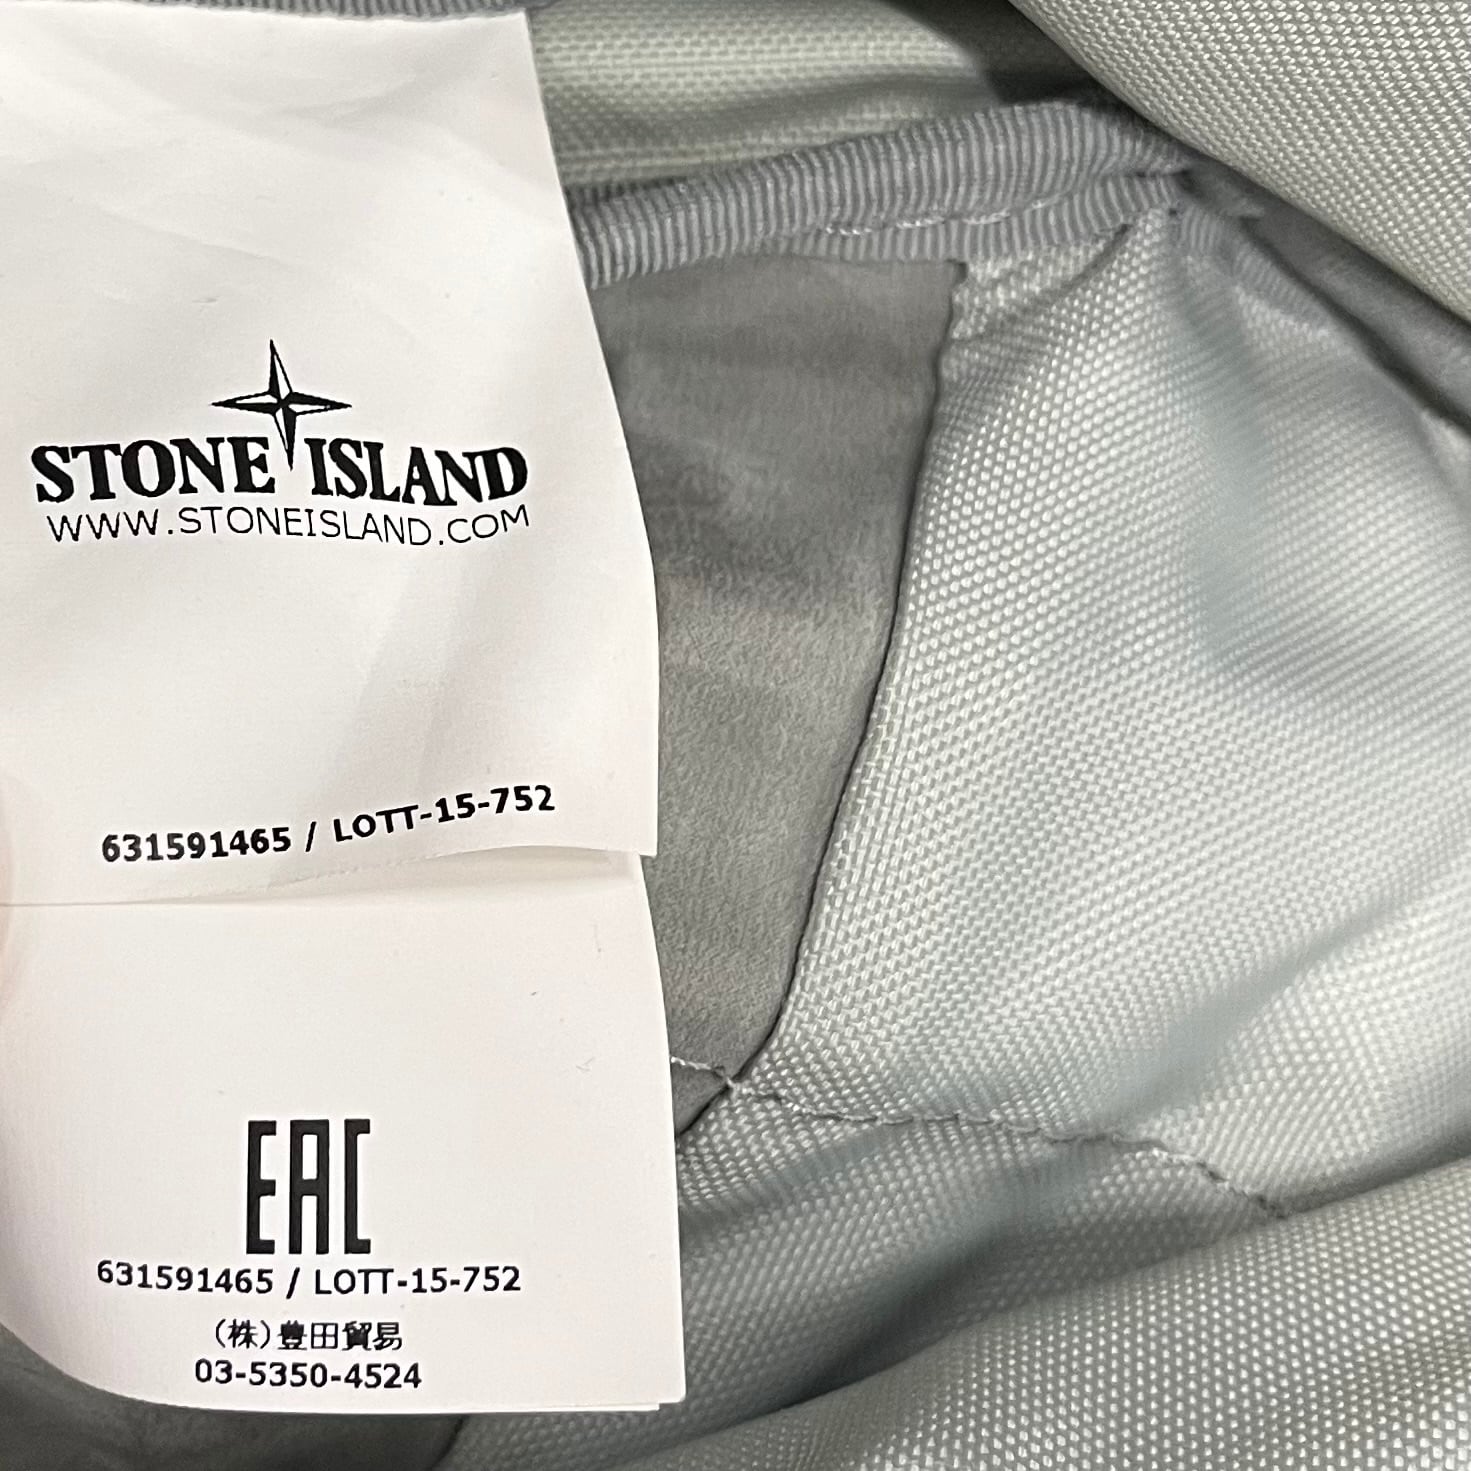 STONE ISLAND
WWW.STONEISLAND.COM
631591465 / LOTT-15-752
EAC
631591465 / LOTT-15-752
(株)豊田貿易
03-5350-4524